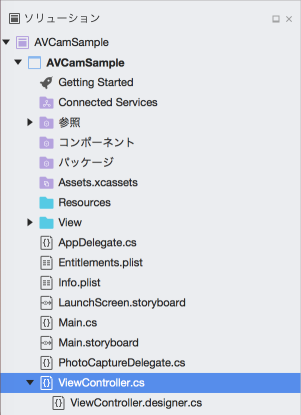 ソリューション
AVCamSample
AVCamSample
Getting Started
Connected Services
参照
コンポーネント
パッケージ
Assets.xcassets
Resources
View
AppDelegate.cs
Entitlements.plist
Info.plist
LaunchScreen.storyboard
Main.cs
Main.storyboard
PhotoCaptureDelegate.cs
ViewController.cs
ViewController.designer.cs